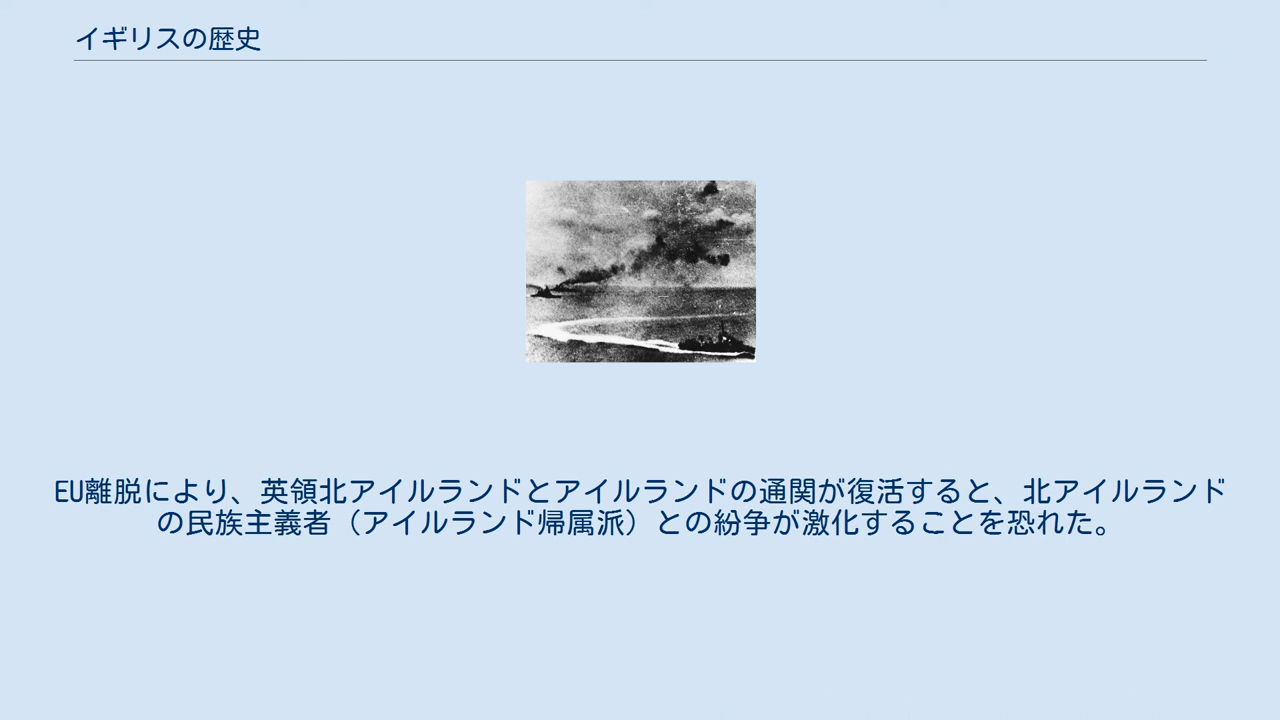 イギリスの歴史
EU離脱により、英領北アイルランドとアイルランドの通関が復活すると、北アイルランド
の民族主義者（アイルランド帰属派）との紛争が激化することを恐れた。